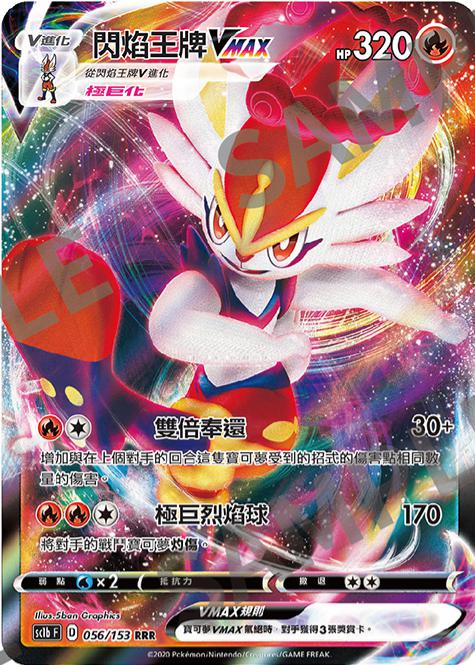 V進化
閃焰王牌VMAX
HP320
從閃焰王牌V進化
極巨化
SAMPLE
雙倍奉還 30+
增加與在上個對手的回合這隻寶可夢受到的招式的傷害點相同數
量的傷害。
極巨烈焰球 170
將對手的戰鬥寶可夢灼傷。
弱點 ×2 抵抗力 撤退
Illus.5ban Graphics
sc1b F D 056/153 RRR
VMAX規則
寶可夢VMAX氣絕時，對手獲得3張獎賞卡。
©2020 Pokémon/Nintendo/Creatures/GAME FREAK.